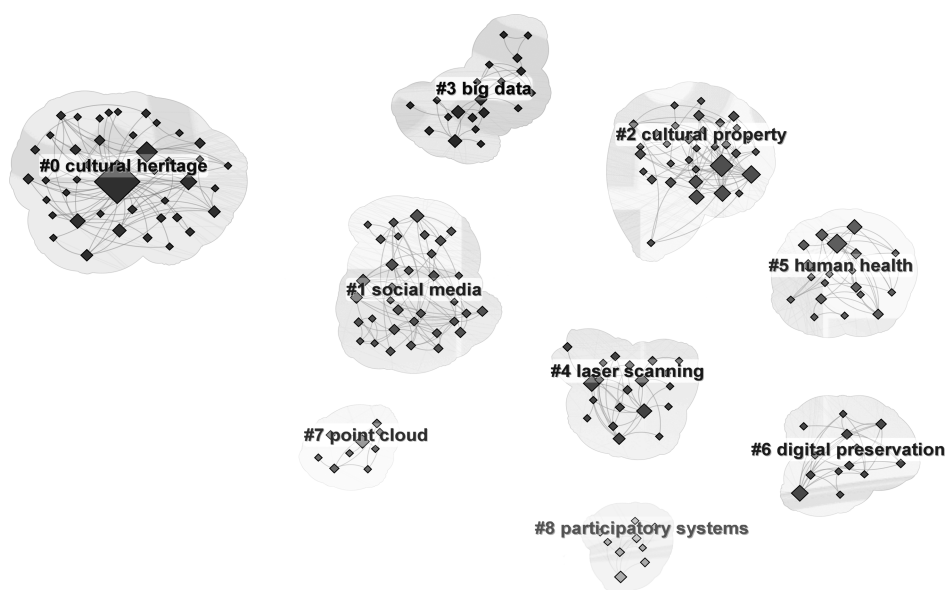 #3 big data
#2 cultural property
#0 cultural heritage
#5 human health
#1 social media
#4 laser scanning
#7 point cloud
#6 digital preservation
#8 participatory systems